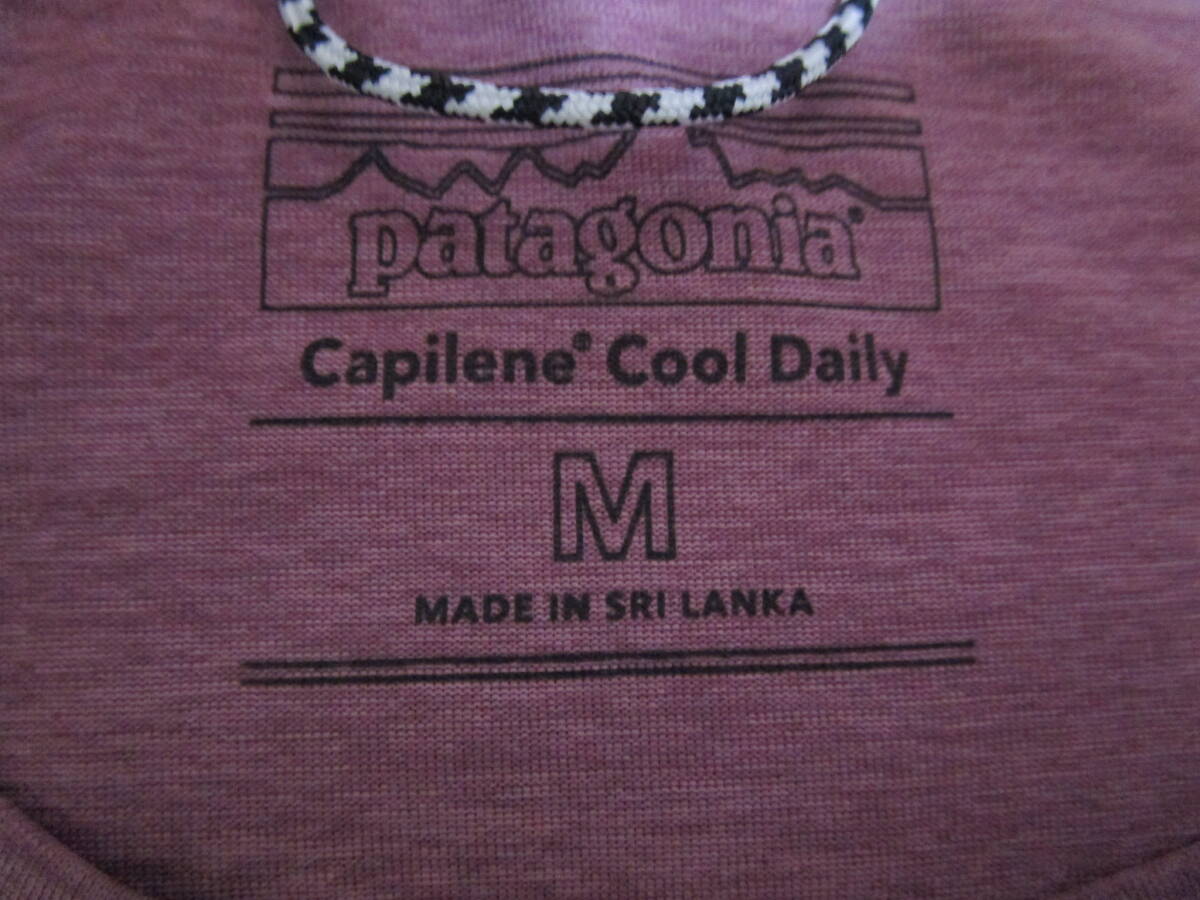 patagonia®
Capilene® Cool Daily
M
MADE IN SRI LANKA